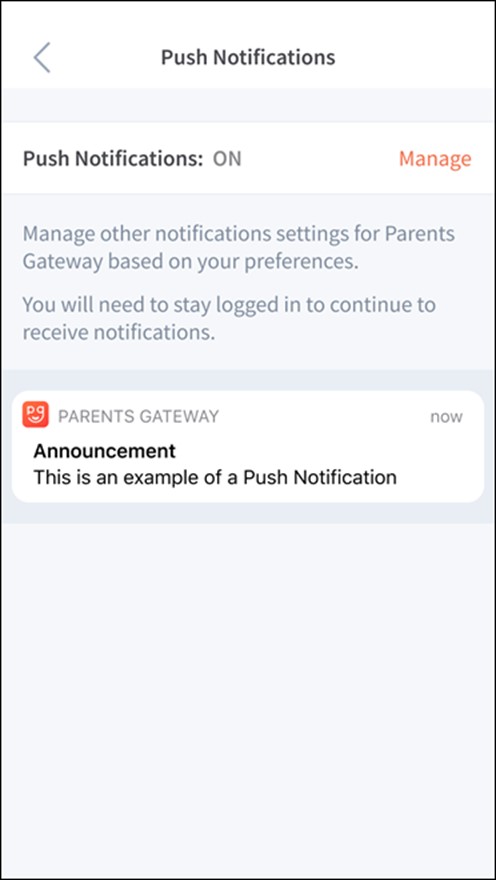 Push Notifications
Push Notifications: ON Manage
Manage other notifications settings for Parents
Gateway based on your preferences.
You will need to stay logged in to continue to
receive notifications.
pg PARENTS GATEWAY now
Announcement
This is an example of a Push Notification